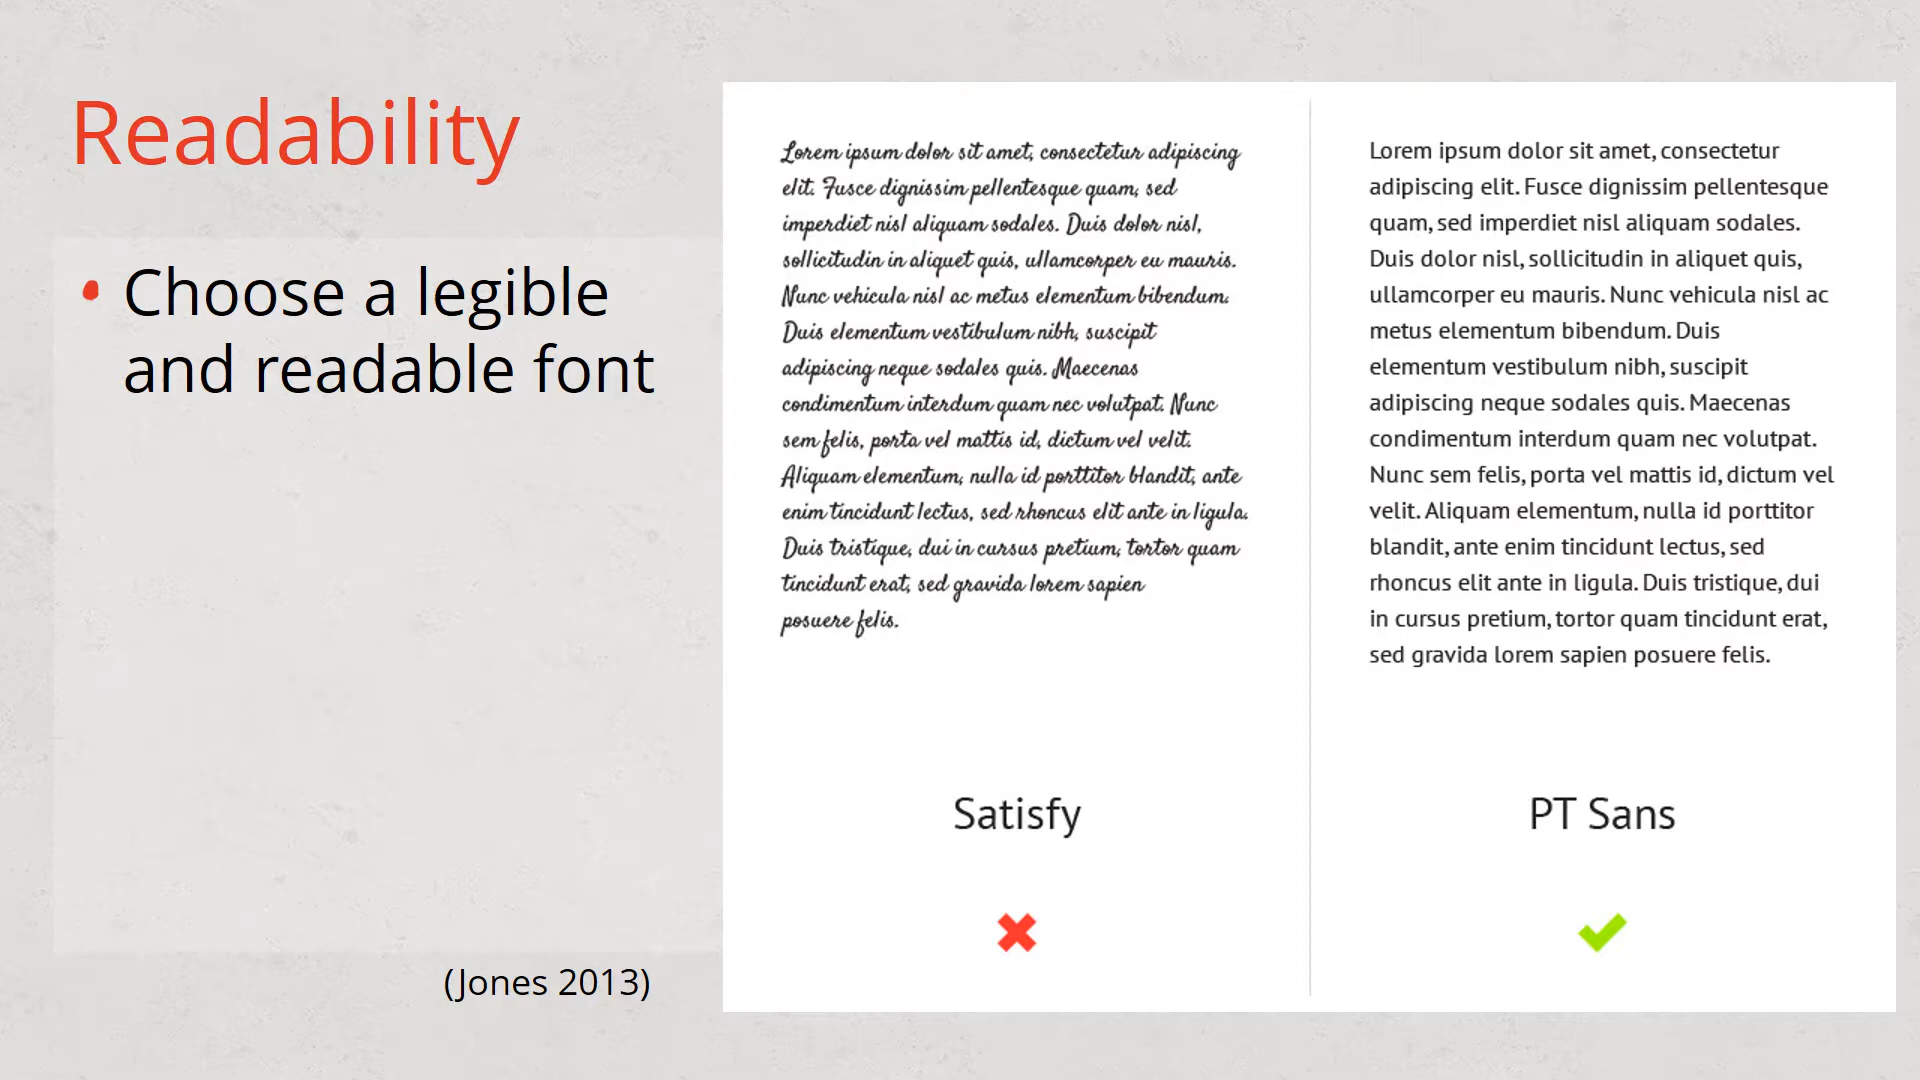 Readability
• Choose a legible
and readable font
(Jones 2013)
Lorem ipsum dolor sit amet, consectetur adipiscing
elit. Fusce dignissim pellentesque quam, sed
imperdiet nisl aliquam sodales. Duis dolor nisl,
sollicitudin in aliquet quis, ullamcorper eu mauris.
Nunc vehicula nisl ac metus elementum bibendum.
Duis elementum vestibulum nibh, suscipit
adipiscing neque sodales quis. Maecenas
condimentum interdum quam nec volutpat. Nunc
sem felis, porta vel mattis id, dictum vel velit.
Aliquam elementum, nulla id porttitor blandit, ante
enim tincidunt lectus, sed rhoncus elit ante in ligula.
Duis tristique, dui in cursus pretium, tortor quam
tincidunt erat, sed gravida lorem sapien
posuere felis.
Satisfy
Lorem ipsum dolor sit amet, consectetur
adipiscing elit. Fusce dignissim pellentesque
quam, sed imperdiet nisl aliquam sodales.
Duis dolor nisl, sollicitudin in aliquet quis,
ullamcorper eu mauris. Nunc vehicula nisl ac
metus elementum bibendum. Duis
elementum vestibulum nibh, suscipit
adipiscing neque sodales quis. Maecenas
condimentum interdum quam nec volutpat.
Nunc sem felis, porta vel mattis id, dictum vel
velit. Aliquam elementum, nulla id porttitor
blandit, ante enim tincidunt lectus, sed
rhoncus elit ante in ligula. Duis tristique, dui
in cursus pretium, tortor quam tincidunt erat,
sed gravida lorem sapien posuere felis.
PT Sans